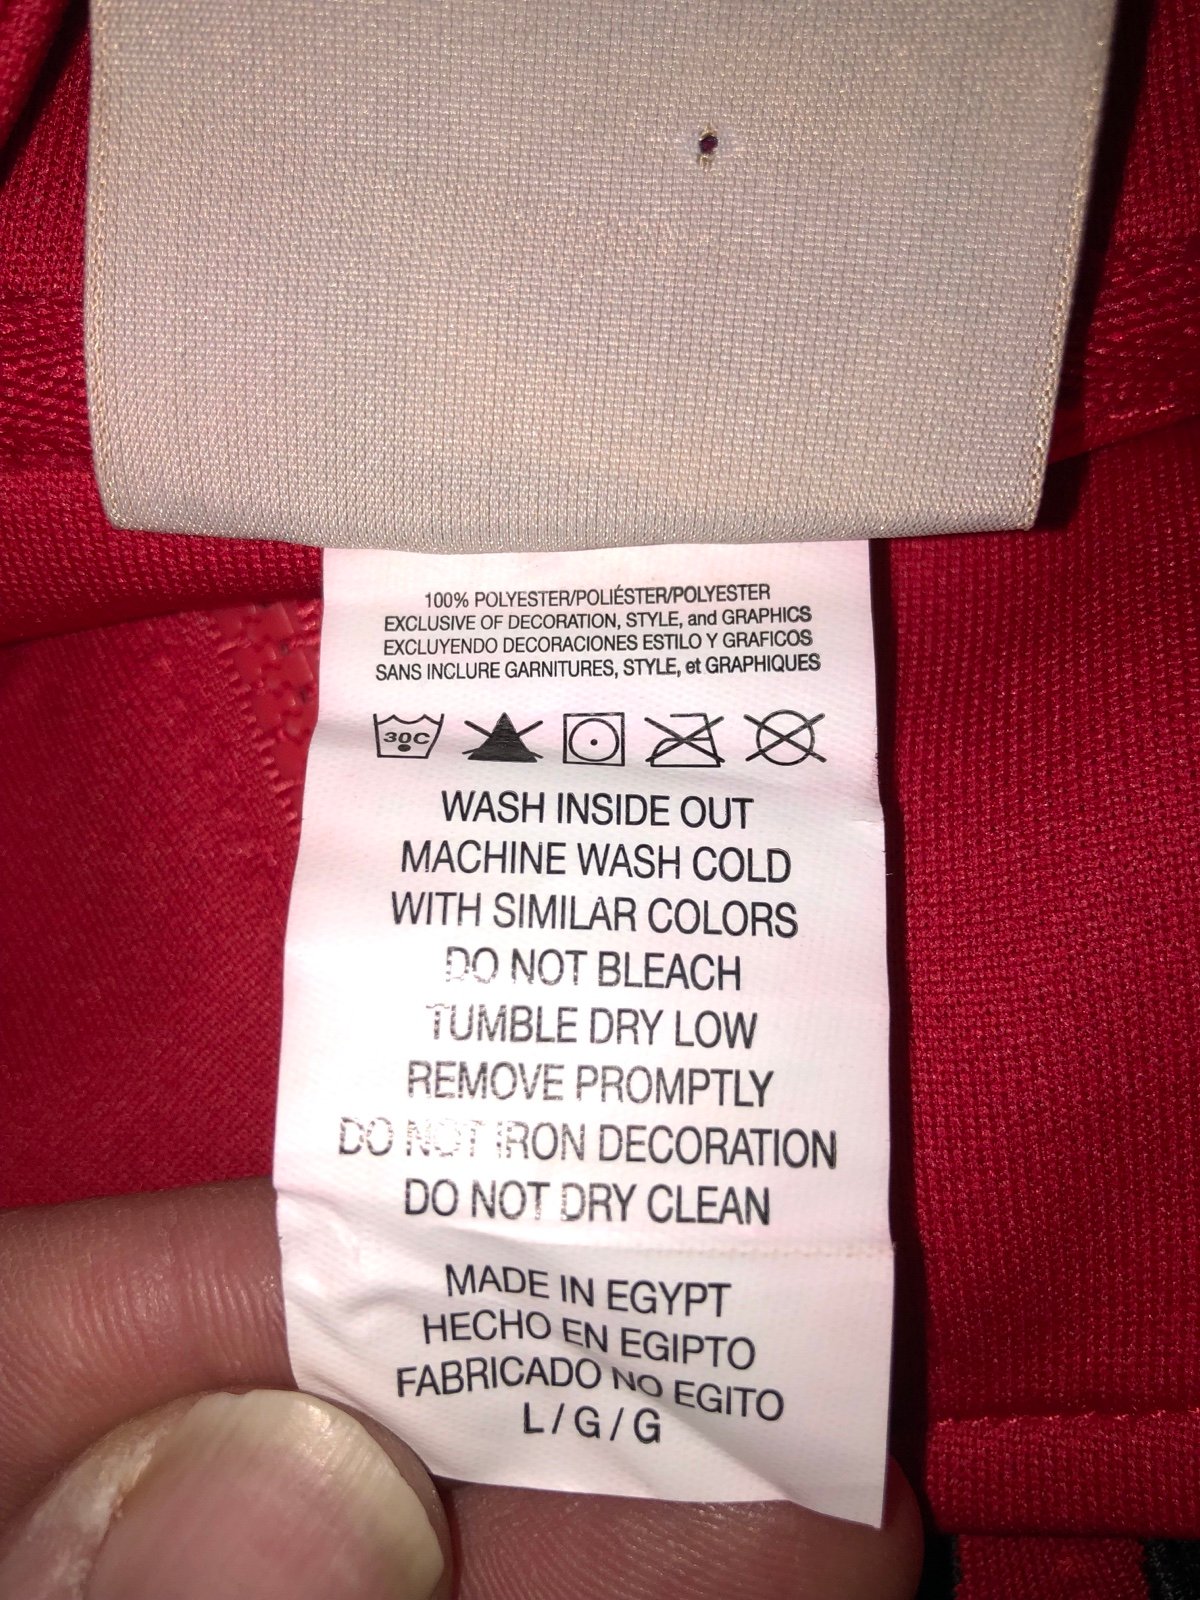 100% POLYESTER/POLIÉSTER/POLYESTER
EXCLUSIVE OF DECORATION, STYLE, and GRAPHICS
EXCLUYENDO DECORACIONES ESTILO Y GRAFICOS
SANS INCLURE GARNITURES, STYLE, et GRAPHIQUES
30C
WASH INSIDE OUT
MACHINE WASH COLD
WITH SIMILAR COLORS
DO NOT BLEACH
TUMBLE DRY LOW
REMOVE PROMPTLY
DO NOT IRON DECORATION
DO NOT DRY CLEAN
MADE IN EGYPT
HECHO EN EGIPTO
FABRICADO NO EGITO
L / G / G